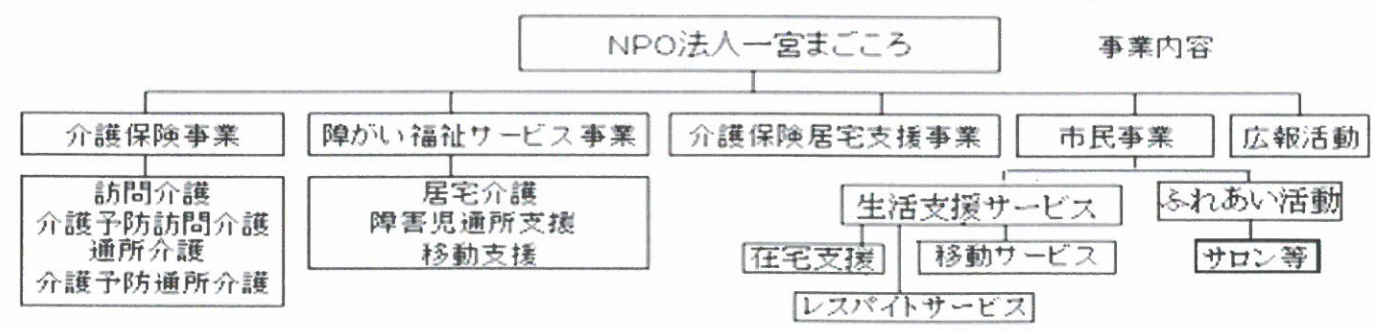 NPO法人一宮まごころ
事業内容
介護保険事業
障がい福祉サービス事業
介護保険居宅支援事業
市民事業
広報活動
訪問介護
介護予防訪問介護
通所介護
介護予防通所介護
居宅介護
障害児通所支援
移動支援
生活支援サービス
ふれあい活動
在宅支援
移動サービス
サロン等
レスパイトサービス